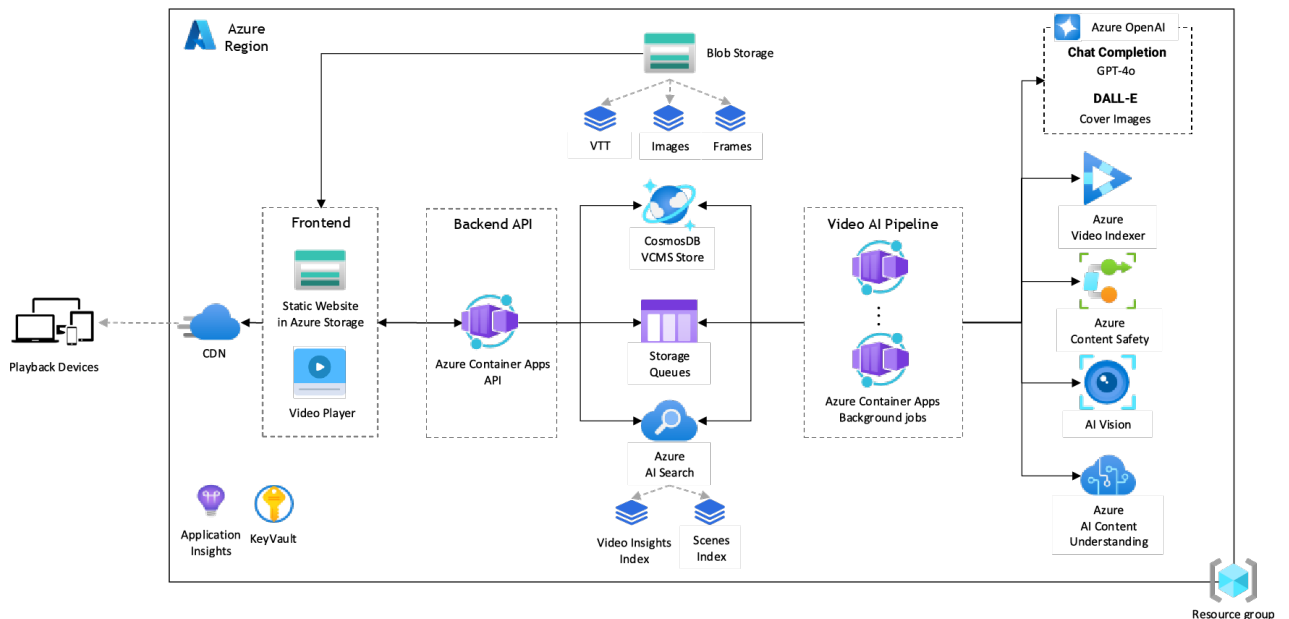 Azure
Region
Blob Storage
VTT
Images
Frames
Azure OpenAI
Chat Completion
GPT-4o
DALL-E
Cover Images
Frontend
Static Website
in Azure Storage
Video Player
Backend API
Azure Container Apps
API
CosmosDB
VCMS Store
Storage
Queues
Azure
AI Search
Video Insights
Index
Scenes
Index
Video AI Pipeline
Azure Container Apps
Background jobs
Azure
Video Indexer
Azure
Content Safety
AI Vision
Azure
AI Content
Understanding
Playback Devices
CDN
Application
Insights
KeyVault
Resource group